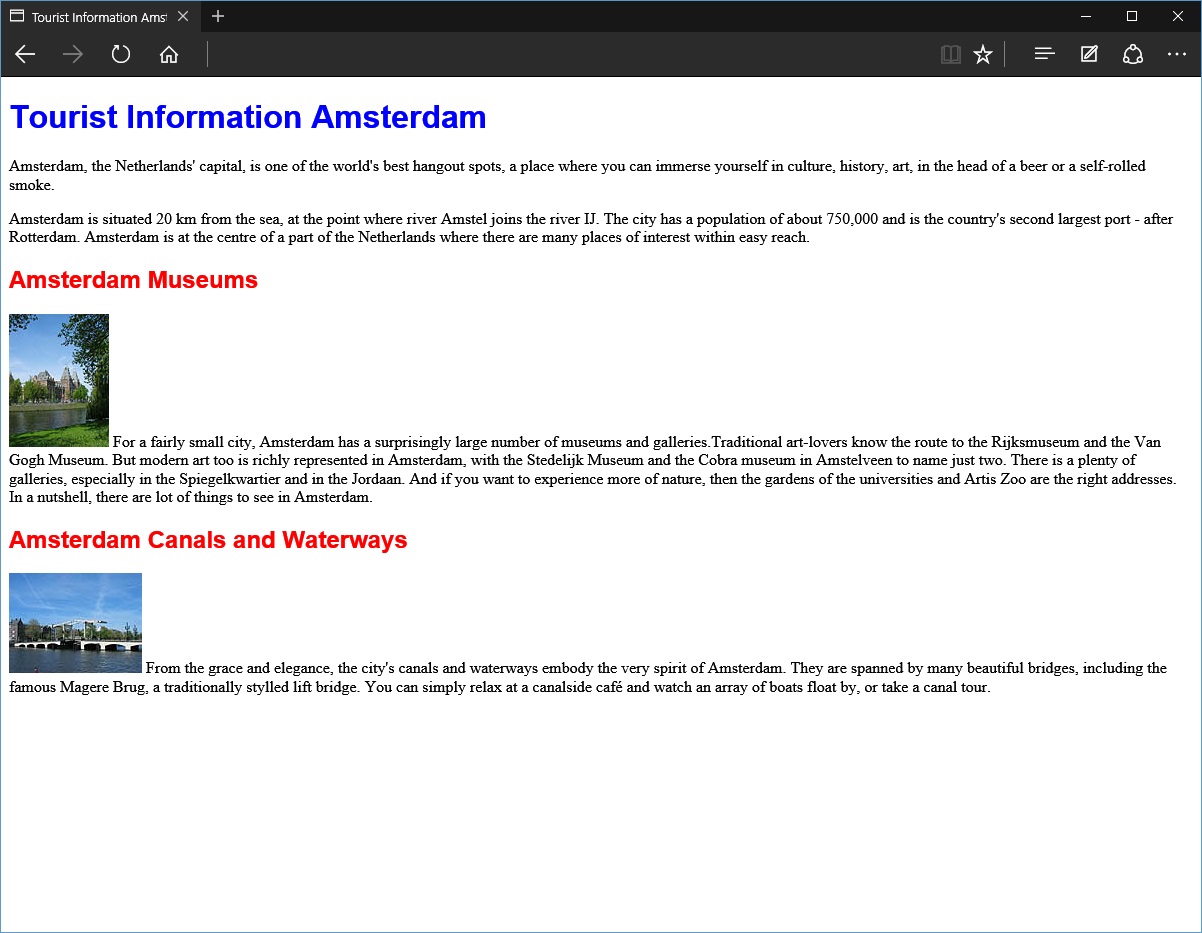 Tourist Information Ams
Tourist Information Amsterdam
Amsterdam, the Netherlands' capital, is one of the world's best hangout spots, a place where you can immerse yourself in culture, history, art, in the head of a beer or a self-rolled
smoke.
Amsterdam is situated 20 km from the sea, at the point where river Amstel joins the river IJ. The city has a population of about 750,000 and is the country's second largest port - after
Rotterdam. Amsterdam is at the centre of a part of the Netherlands where there are many places of interest within easy reach.
Amsterdam Museums
For a fairly small city, Amsterdam has a surprisingly large number of museums and galleries.Traditional art-lovers know the route to the Rijksmuseum and the Van
Gogh Museum. But modern art too is richly represented in Amsterdam, with the Stedelijk Museum and the Cobra museum in Amstelveen to name just two. There is a plenty of
galleries, especially in the Spiegelkwartier and in the Jordaan. And if you want to experience more of nature, then the gardens of the universities and Artis Zoo are the right addresses.
In a nutshell, there are lot of things to see in Amsterdam.
Amsterdam Canals and Waterways
From the grace and elegance, the city's canals and waterways embody the very spirit of Amsterdam. They are spanned by many beautiful bridges, including the
famous Magere Brug, a traditionally stylled lift bridge. You can simply relax at a canalside café and watch an array of boats float by, or take a canal tour.